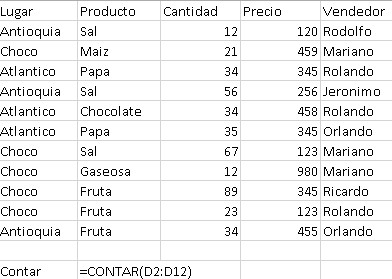 Lugar Producto Cantidad Precio Vendedor
Antioquia Sal 12 120 Rodolfo
Choco Maiz 21 459 Mariano
Atlantico Papa 34 345 Rolando
Antioquia Sal 56 256 Jeronimo
Atlantico Chocolate 34 458 Rolando
Atlantico Papa 35 345 Orlando
Choco Sal 67 123 Mariano
Choco Gaseosa 12 980 Mariano
Choco Fruta 89 345 Ricardo
Choco Fruta 23 123 Rolando
Antioquia Fruta 34 455 Orlando
Contar =CONTAR(D2:D12)